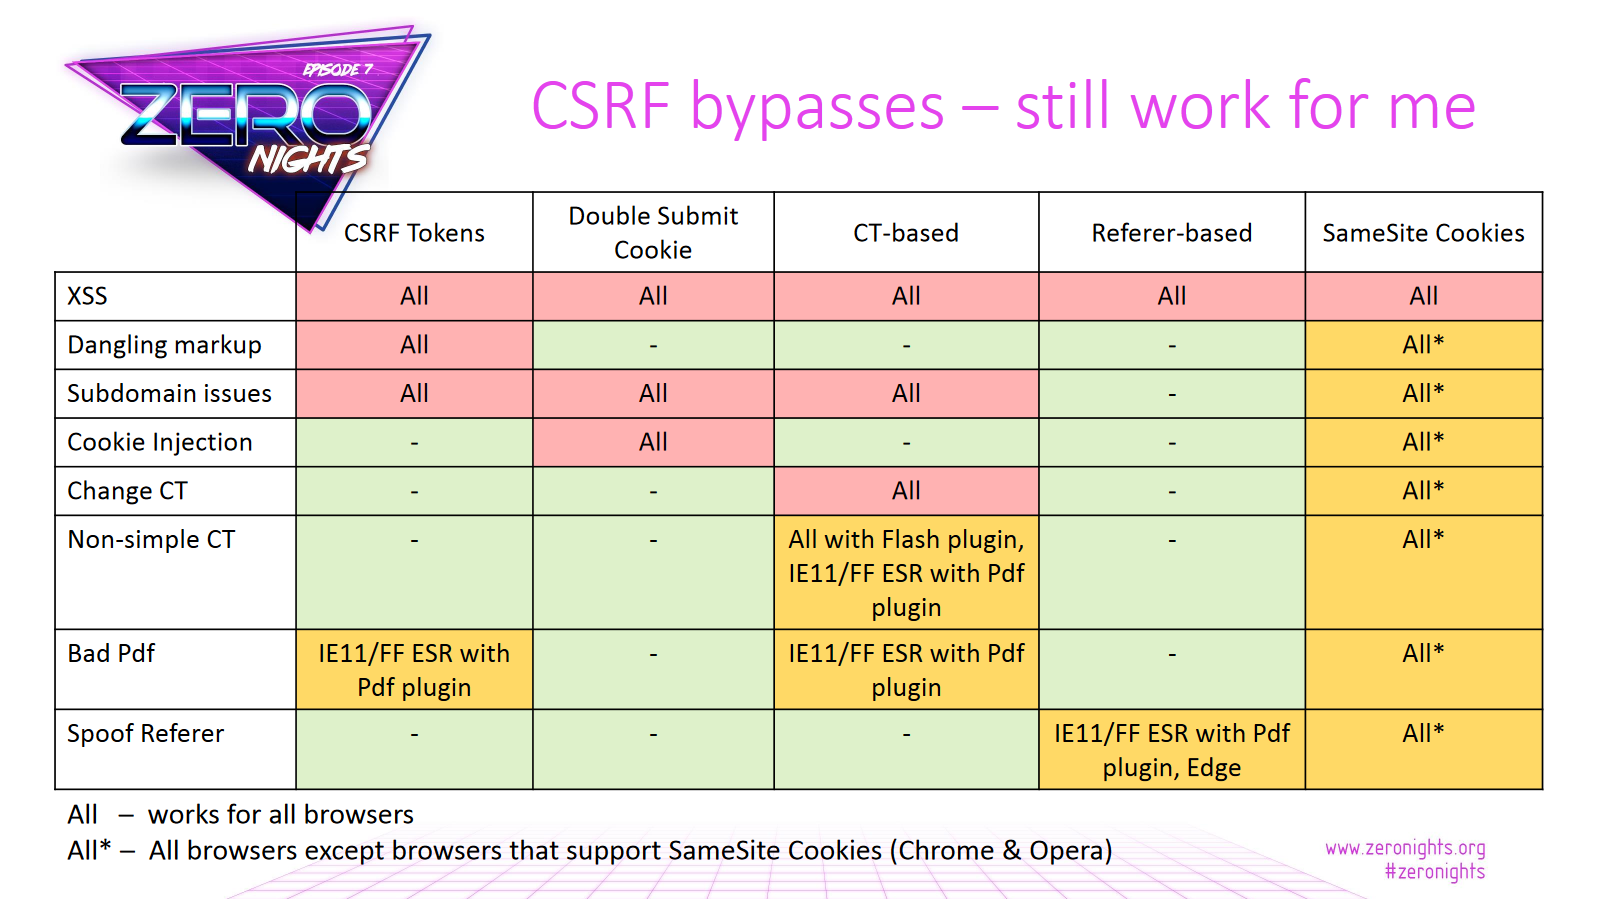 EPISODE 7
ZERO
NIGHTS
CSRF bypasses – still work for me
CSRF Tokens
Double Submit
Cookie
CT-based
Referer-based
SameSite Cookies
XSS
All
All
All
All
All
Dangling markup
All
-
-
-
All*
Subdomain issues
All
All
All
-
All*
Cookie Injection
-
All
-
-
All*
Change CT
-
-
All
-
All*
Non-simple CT
-
-
All with Flash plugin,
IE11/FF ESR with Pdf
plugin
-
All*
Bad Pdf
IE11/FF ESR with
Pdf plugin
-
IE11/FF ESR with Pdf
plugin
-
All*
Spoof Referer
-
-
-
IE11/FF ESR with Pdf
plugin, Edge
All*
All – works for all browsers
All* – All browsers except browsers that support SameSite Cookies (Chrome & Opera)
www.zeronights.org
#zeronights